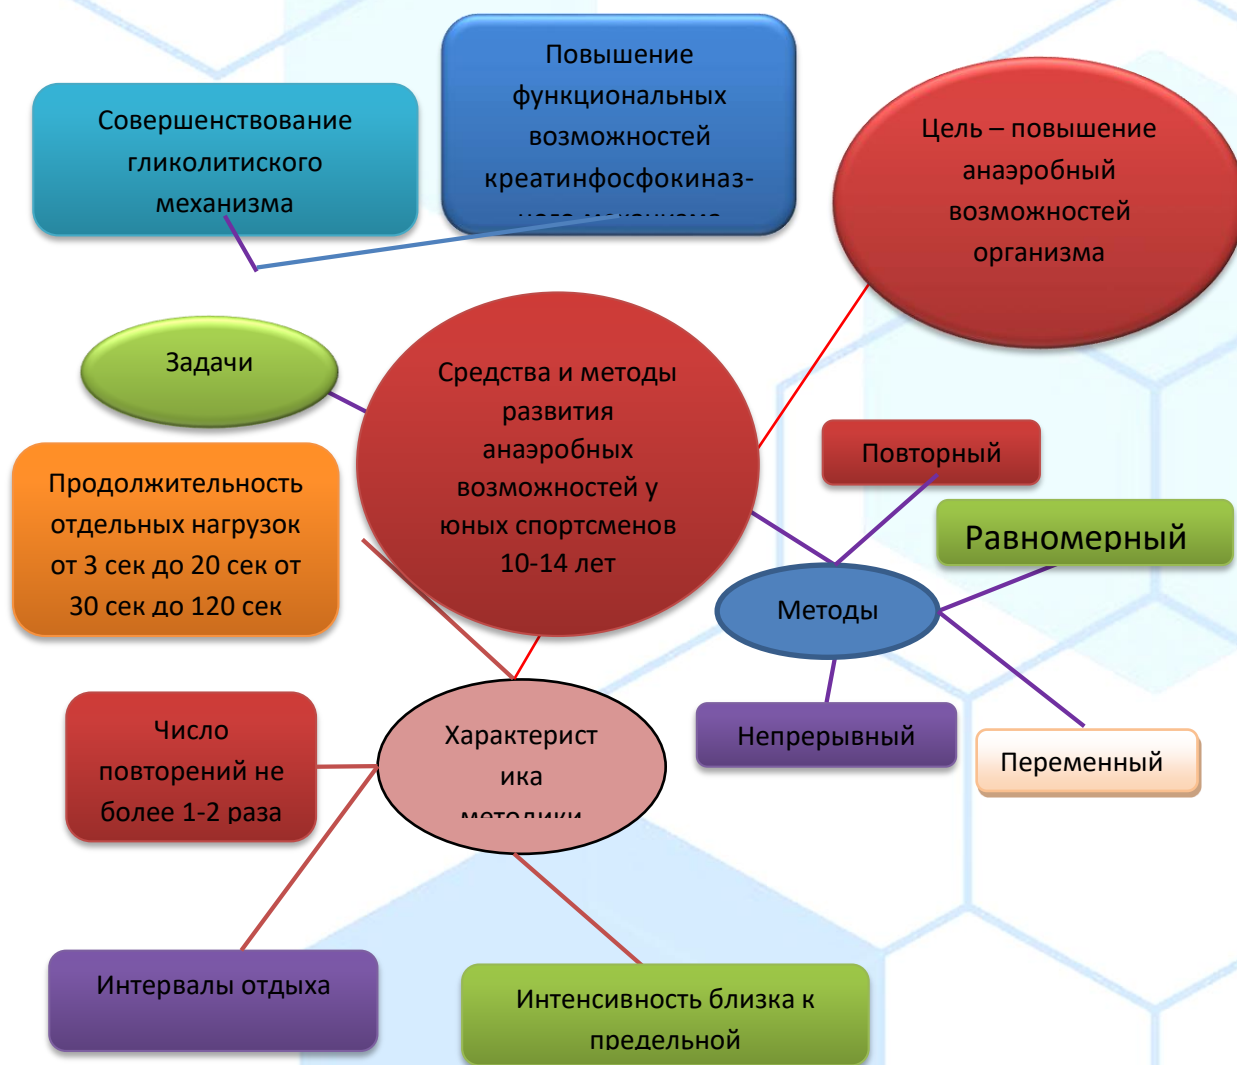 Повышение
функциональных
возможностей
креатинфосфокиназ-
ного механизма
Совершенствование
гликолитиского
механизма
Цель – повышение
анаэробный
возможностей
организма
Задачи
Средства и методы
развития
анаэробных
возможностей у
юных спортсменов
10-14 лет
Продолжительность
отдельных нагрузок
от 3 сек до 20 сек от
30 сек до 120 сек
Повторный
Равномерный
Методы
Непрерывный
Переменный
Число
повторений не
более 1-2 раза
Характерист
ика
методики
Интервалы отдыха
Интенсивность близка к
предельной